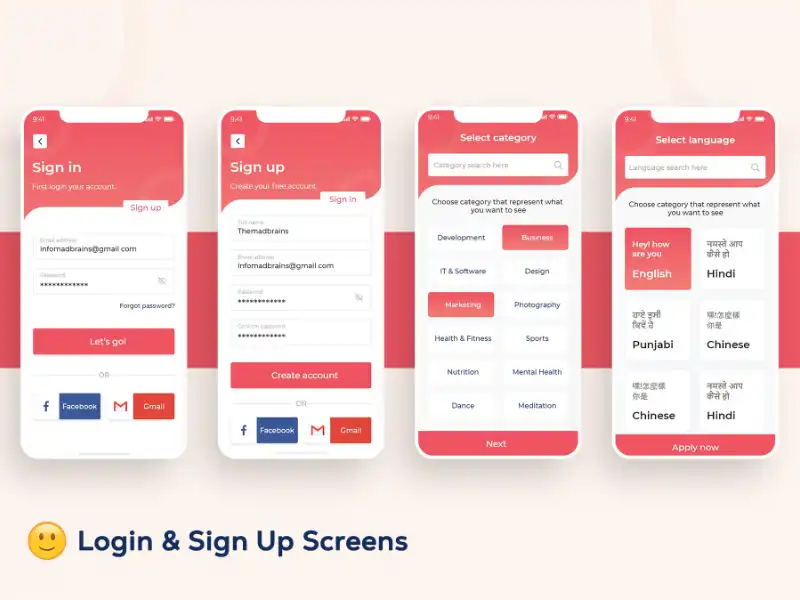 9:41
Sign in
First login your account.
Sign up
Email address
infomadbrains@gmail com
Password
************
Forgot password?
Let's go!
OR
f
Facebook
Gmail
9:41
Sign up
Create your free account.
Sign in
Full name
Themadbrains
Email address
infomadbrains@gmail com
Password
************
Confirm password
************
Create account
OR
f
Facebook
Gmail
9:41
Select category
Category search here
Choose category that represent what
you want to see
Development
Business
IT & Software
Design
Marketing
Photography
Health & Fitness
Sports
Nutrition
Mental Health
Dance
Meditation
Next
9:41
Select language
Language search here
Choose category that represent what
you want to see
Hey! how
are you
English
नमस्ते आप
कैसे हो
Hindi
Punjabi
你是
Chinese
你是
Chinese
नमस्ते आप
कैसे हो
Hindi
Apply now
Login & Sign Up Screens